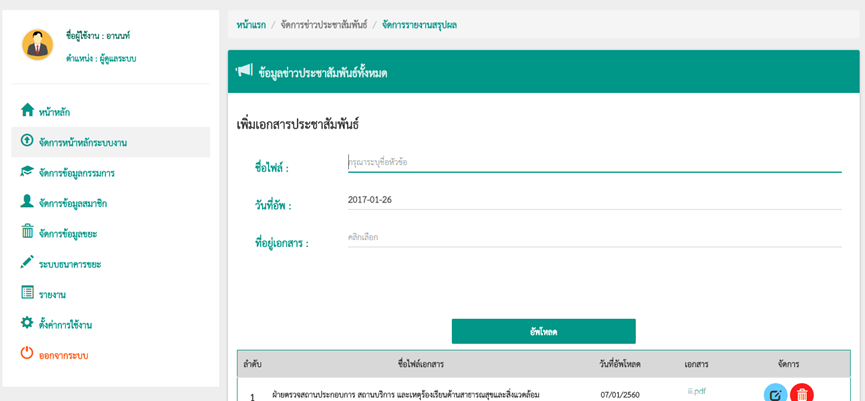 ชื่อผู้ใช้งาน : อานนท์
ตำแหน่ง : ผู้ดูแลระบบ
หน้าหลัก
จัดการหน้าหลักระบบงาน
จัดการข้อมูลกรรมการ
จัดการข้อมูลสมาชิก
จัดการข้อมูลขยะ
ระบบธนาคารขยะ
รายงาน
ตั้งค่าการใช้งาน
ออกจากระบบ
หน้าแรก / จัดการข่าวประชาสัมพันธ์ / จัดการรายงานสรุปผล
ข้อมูลข่าวประชาสัมพันธ์ทั้งหมด
เพิ่มเอกสารประชาสัมพันธ์
ชื่อไฟล์ : กรุณาระบุชื่อหัวข้อ
วันที่อัพ : 2017-01-26
ที่อยู่เอกสาร : คลิกเลือก
อัพโหลด
ลำดับ ชื่อไฟล์เอกสาร วันที่อัพโหลด เอกสาร จัดการ
1 ฝ่ายตรวจสถานประกอบการ สถานบริการ และเหตุร้องเรียนด้านสาธารณสุขและสิ่งแวดล้อม 07/01/2560 iii.pdf